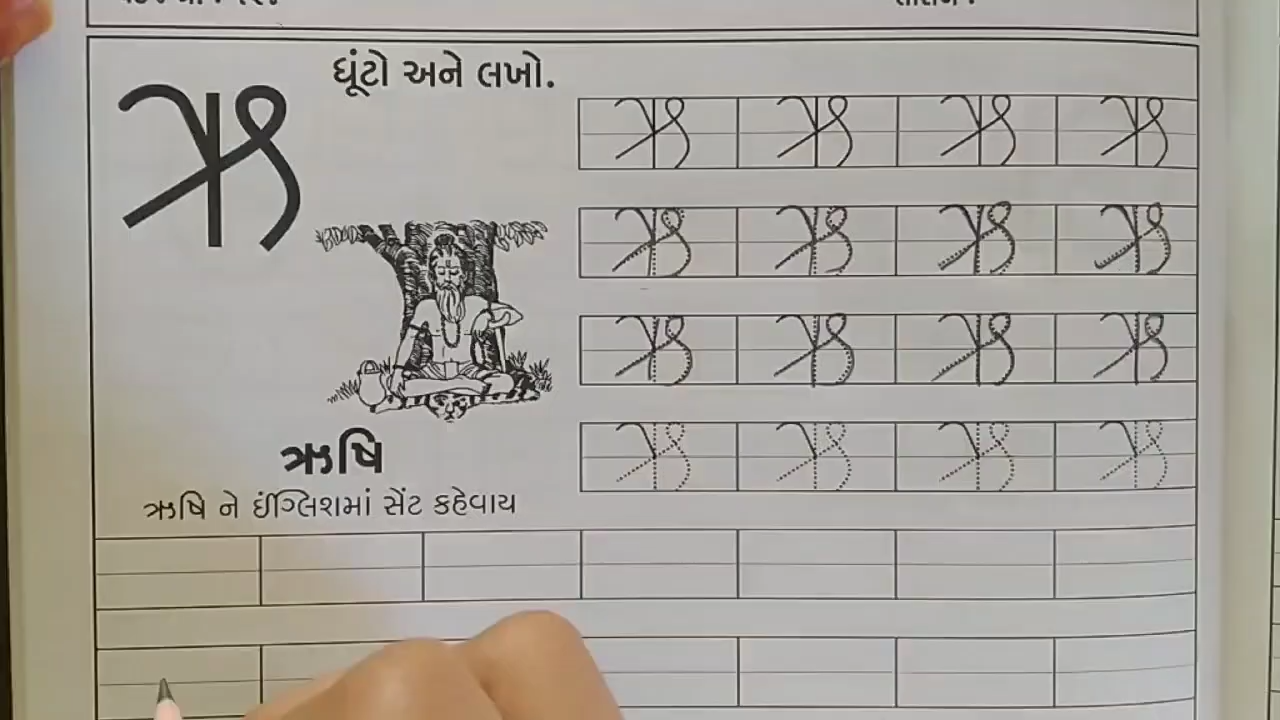 ઋ
ઘૂંટો અને લખો.
ઋ ઋ ઋ ઋ
ઋ ઋ ઋ ઋ
ઋ ઋ ઋ ઋ
ઋ ઋ ઋ ઋ
ઋષિ
ઋષિ ને ઈંગ્લિશમાં સેંટ કહેવાય